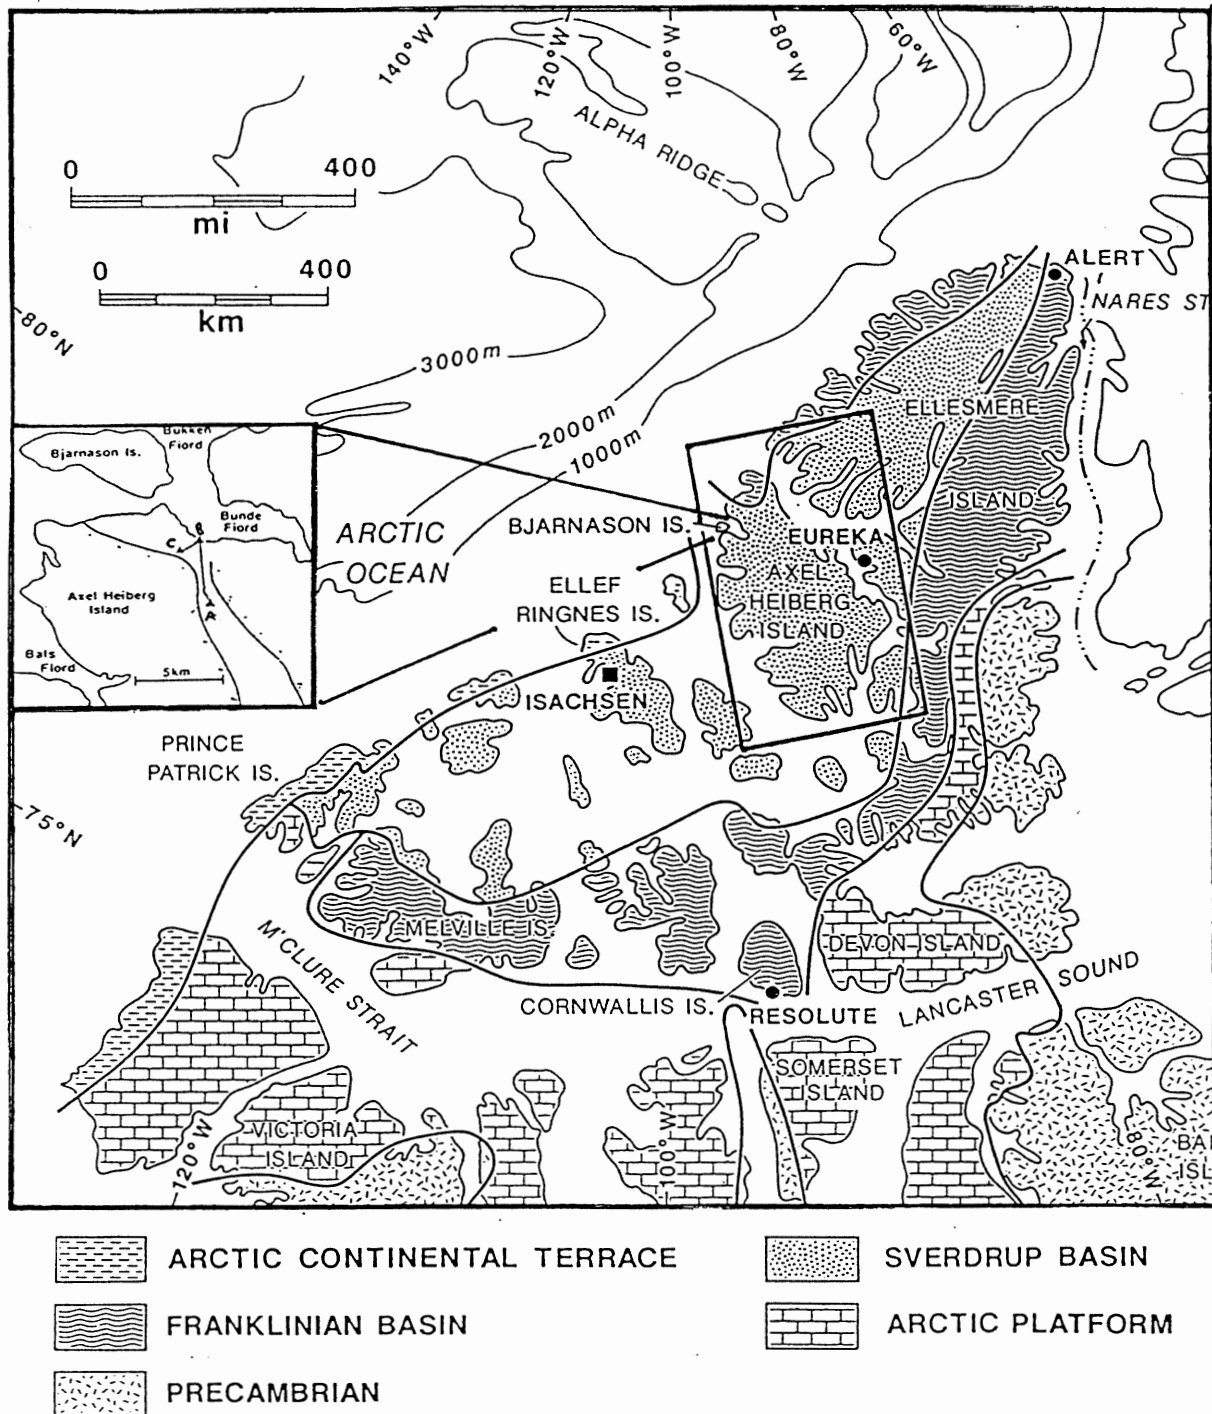 140°W
120°W
100°W
80°W
60°W
ALPHA RIDGE
0 400
mi
0 400
km
80°N
3000m
2000m
1000m
ALERT
NARES ST
ELLESMERE
ISLAND
Bukken
Fiord
Bjarnason Is.
Bunde
Fiord
B
C
A
Axel Heiberg
Island
Bals
Fiord
5km
ARCTIC
OCEAN
BJARNASON IS.
EUREKA
AXEL
HEIBERG
ISLAND
ELLEF
RINGNES IS.
ISACHSEN
PRINCE
PATRICK IS.
75°N
M'CLURE STRAIT
MELVILLE IS.
DEVON ISLAND
CORNWALLIS IS.
RESOLUTE
LANCASTER SOUND
SOMERSET
ISLAND
VICTORIA
ISLAND
120°W
100°W
80°W
BA
ISL
ARCTIC CONTINENTAL TERRACE
SVERDRUP BASIN
FRANKLINIAN BASIN
ARCTIC PLATFORM
PRECAMBRIAN